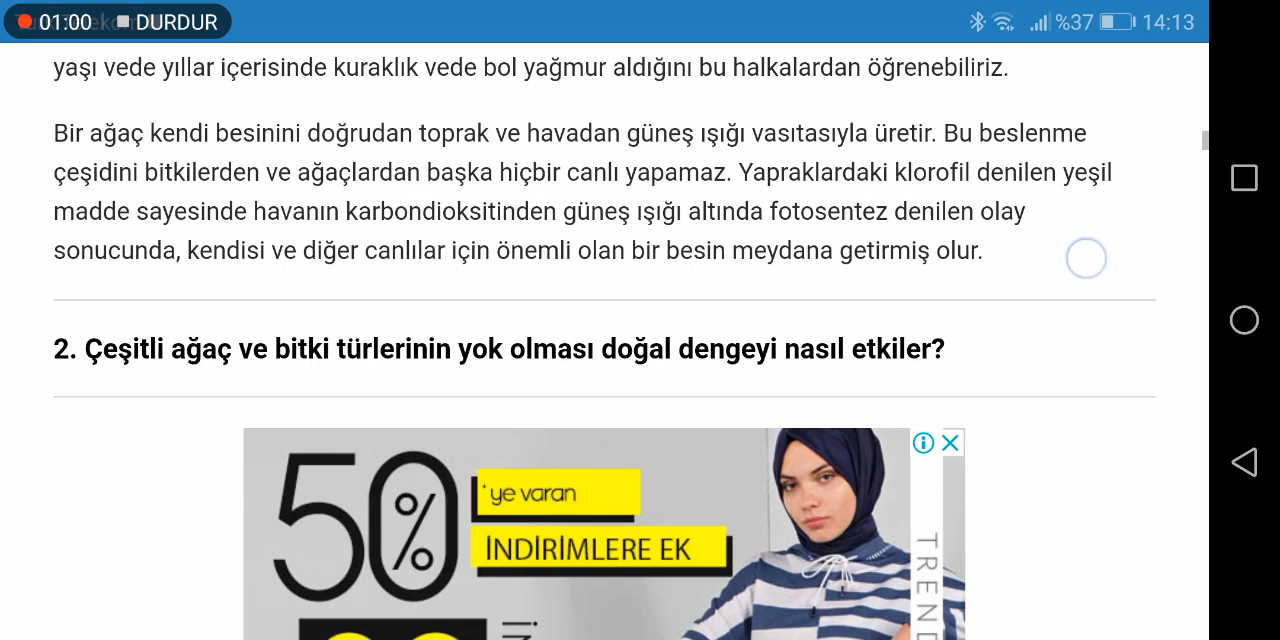 01:00 DURDUR %37 14:13
yaşı vede yıllar içerisinde kuraklık vede bol yağmur aldığını bu halkalardan öğrenebiliriz.
Bir ağaç kendi besinini doğrudan toprak ve havadan güneş ışığı vasıtasıyla üretir. Bu beslenme
çeşidini bitkilerden ve ağaçlardan başka hiçbir canlı yapamaz. Yapraklardaki klorofil denilen yeşil
madde sayesinde havanın karbondioksitinden güneş ışığı altında fotosentez denilen olay
sonucunda, kendisi ve diğer canlılar için önemli olan bir besin meydana getirmiş olur.
2. Çeşitli ağaç ve bitki türlerinin yok olması doğal dengeyi nasıl etkiler?
50%
'ye varan
İNDİRİMLERE EK
TREND